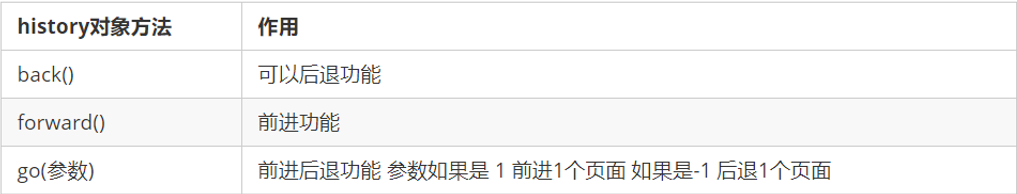 history对象方法 作用
back() 可以后退功能
forward() 前进功能
go(参数) 前进后退功能 参数如果是 1 前进1个页面 如果是-1 后退1个页面